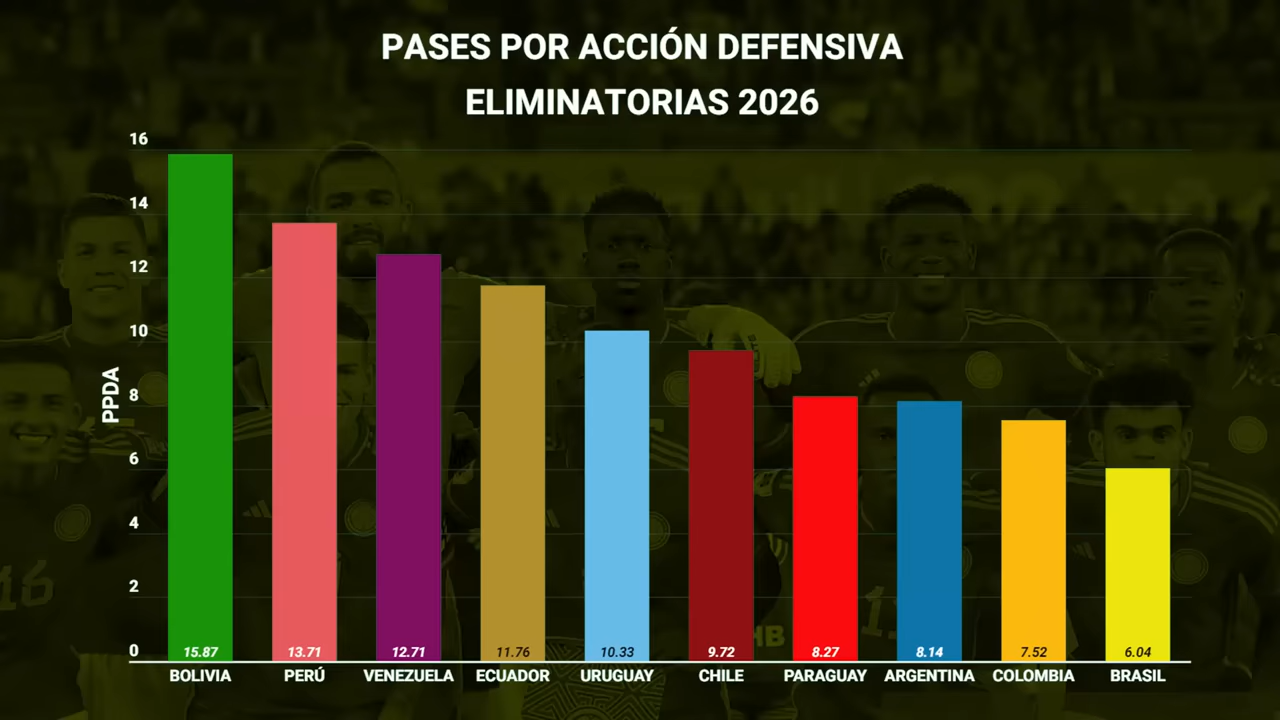 PASES POR ACCIÓN DEFENSIVA
ELIMINATORIAS 2026
16
14
12
10
8
6
4
2
0
PPDA
15.87
13.71
12.71
11.76
10.33
9.72
8.27
8.14
7.52
6.04
BOLIVIA
PERÚ
VENEZUELA
ECUADOR
URUGUAY
CHILE
PARAGUAY
ARGENTINA
COLOMBIA
BRASIL
16